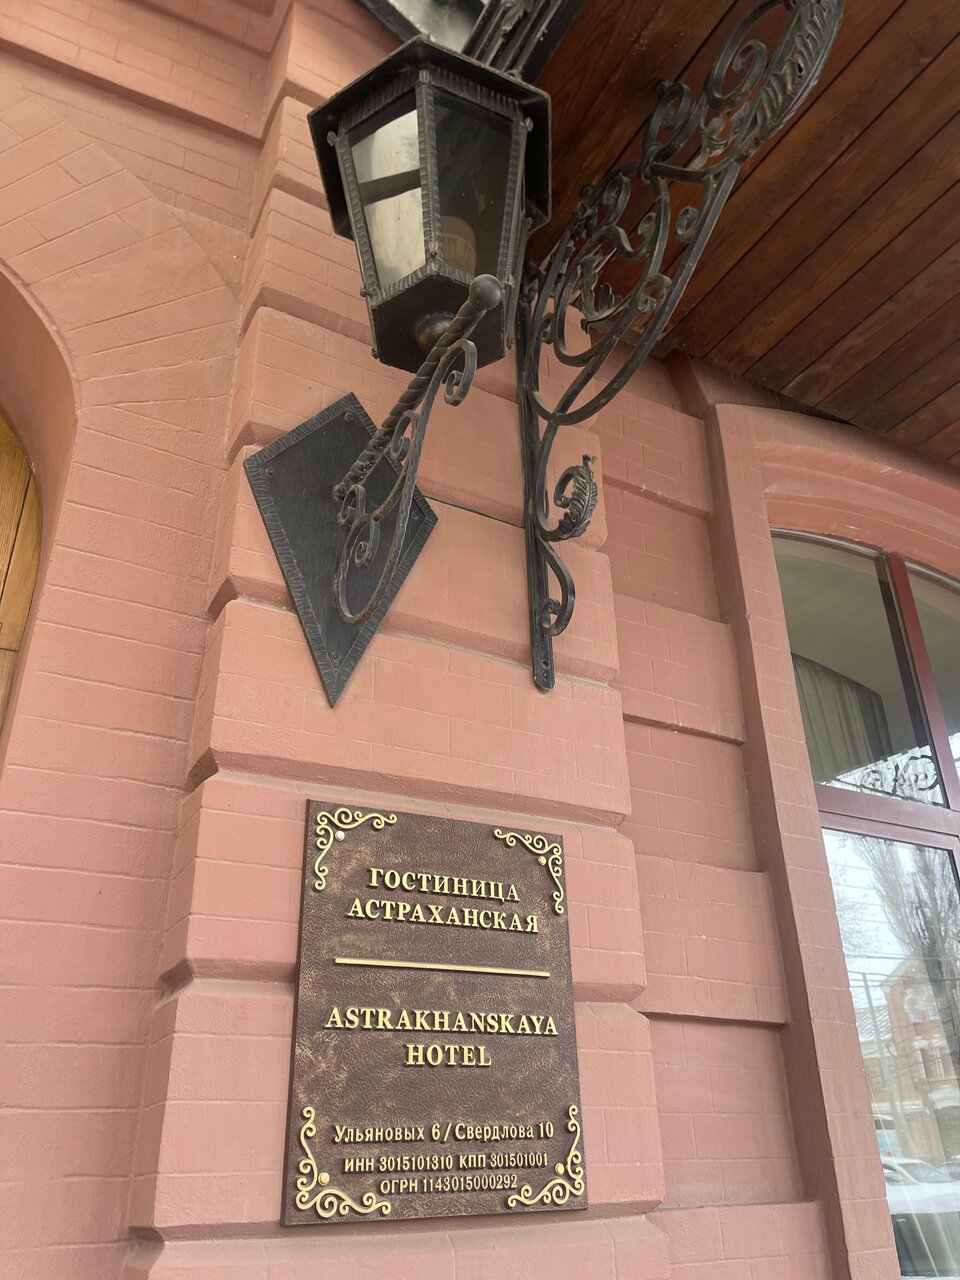 ГОСТИНИЦА
АСТРАХАНСКАЯ
ASTRAKHANSKAYA
HOTEL
Ульяновых 6/Свердлова 10
ИНН 3015101310 КПП 301501001
ОГРН 1143015000292